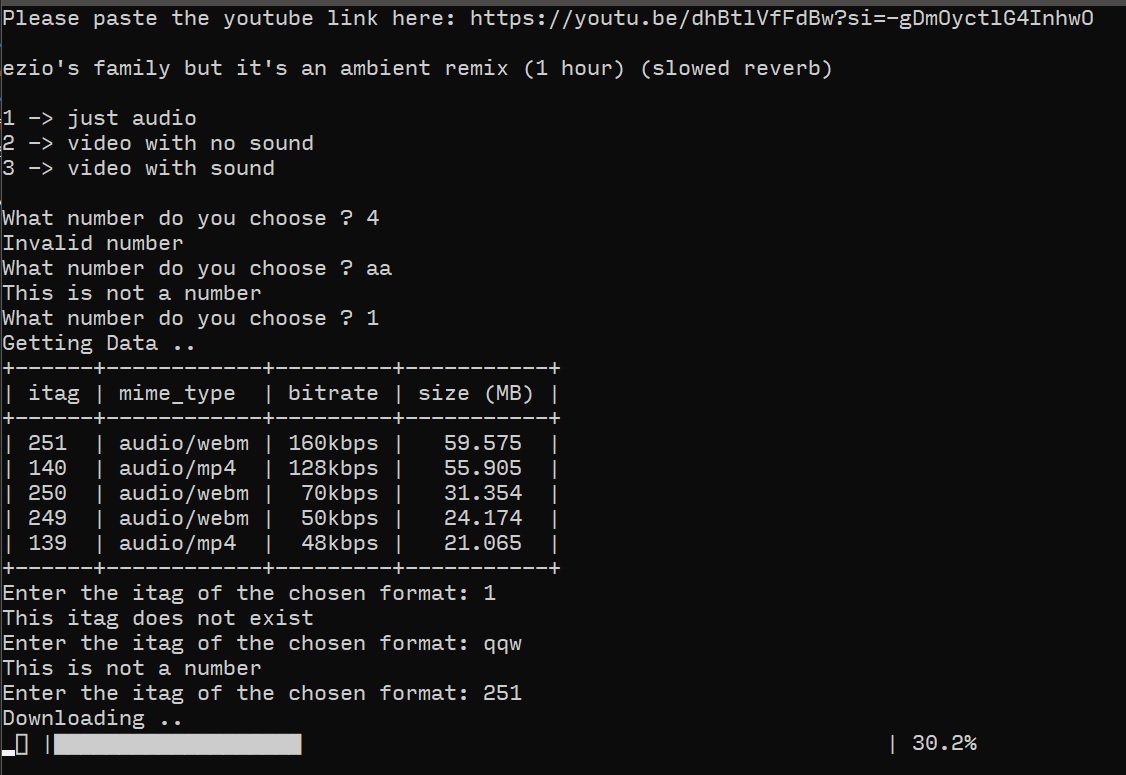 Please paste the youtube link here: https://youtu.be/dhBtlVfFdBw?si=-gDmOyctlG4InhwO
ezio's family but it's an ambient remix (1 hour) (slowed reverb)
1 -> just audio
2 -> video with no sound
3 -> video with sound
What number do you choose ? 4
Invalid number
What number do you choose ? aa
This is not a number
What number do you choose ? 1
Getting Data ..
+------+------------+---------+-----------+
| itag | mime_type  | bitrate | size (MB) |
+------+------------+---------+-----------+
| 251  | audio/webm | 160kbps |   59.575  |
| 140  | audio/mp4  | 128kbps |   55.905  |
| 250  | audio/webm |  70kbps |   31.354  |
| 249  | audio/webm |  50kbps |   24.174  |
| 139  | audio/mp4  |  48kbps |   21.065  |
+------+------------+---------+-----------+
Enter the itag of the chosen format: 1
This itag does not exist
Enter the itag of the chosen format: qqw
This is not a number
Enter the itag of the chosen format: 251
Downloading ..
| | 30.2%